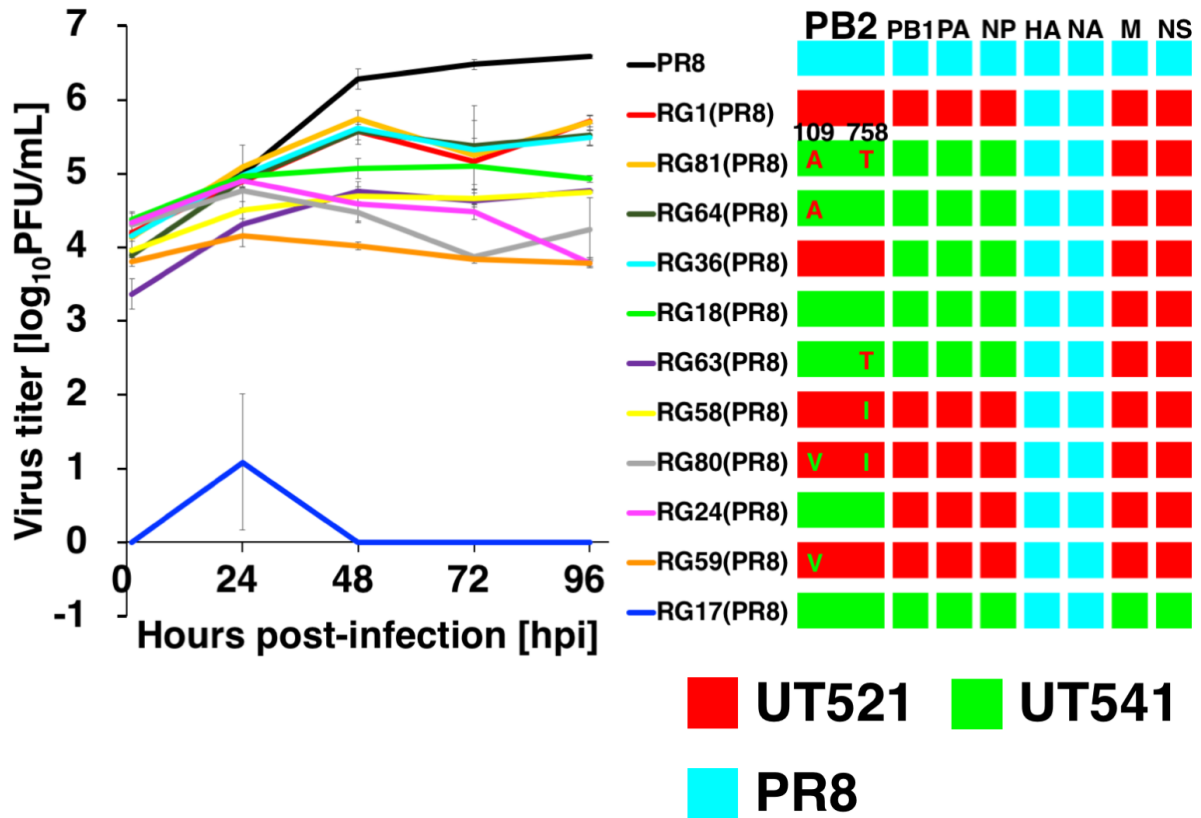 7
6
5
4
3
2
1
0
-1
Virus titer [log10PFU/mL]
0 24 48 72 96
Hours post-infection [hpi]
PB2 PB1 PA NP HA NA M NS
PR8
RG1(PR8)
109 758
RG81(PR8) A T
RG64(PR8) A
RG36(PR8)
RG18(PR8)
RG63(PR8) T
RG58(PR8) I
RG80(PR8) V I
RG24(PR8)
RG59(PR8) V
RG17(PR8)
UT521 UT541
PR8